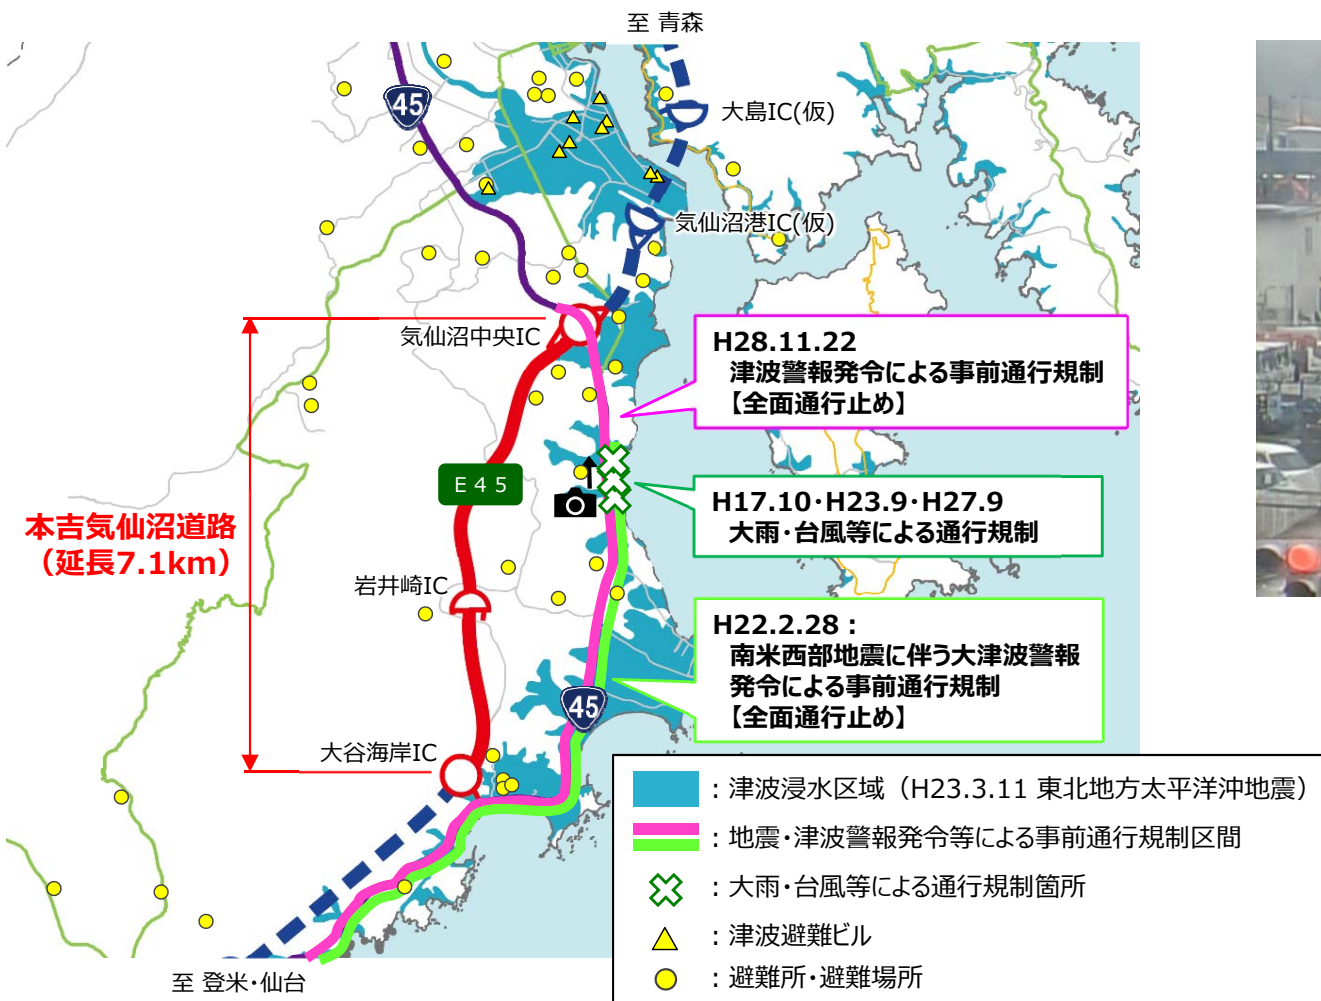 至 青森
45
大島IC(仮)
気仙沼港IC(仮)
気仙沼中央IC
H28.11.22
津波警報発令による事前通行規制
【全面通行止め】
E45
H17.10・H23.9・H27.9
大雨・台風等による通行規制
本吉気仙沼道路
（延長7.1km）
岩井崎IC
H22.2.28：
南米西部地震に伴う大津波警報
発令による事前通行規制
【全面通行止め】
45
大谷海岸IC
：津波浸水区域（H23.3.11 東北地方太平洋沖地震）
：地震・津波警報発令等による事前通行規制区間
：大雨・台風等による通行規制箇所
：津波避難ビル
：避難所・避難場所
至 登米・仙台